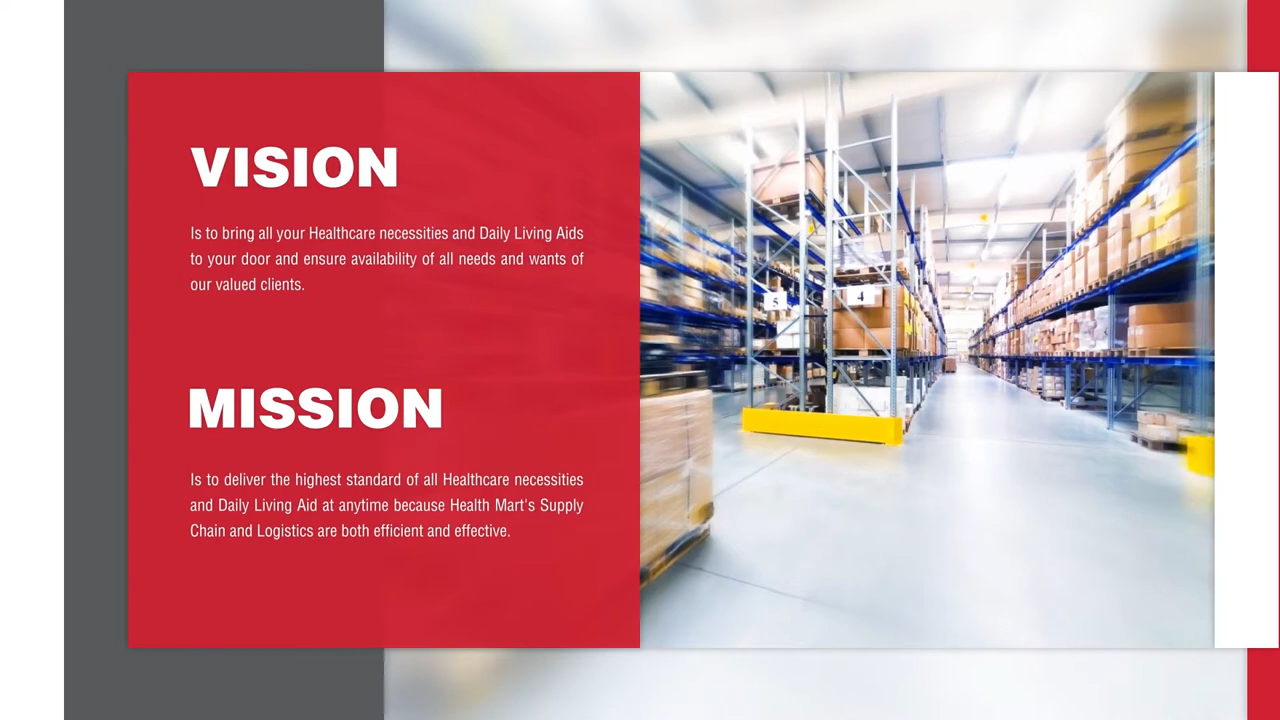 VISION
Is to bring all your Healthcare necessities and Daily Living Aids
to your door and ensure availability of all needs and wants of
our valued clients.
MISSION
Is to deliver the highest standard of all Healthcare necessities
and Daily Living Aid at anytime because Health Mart's Supply
Chain and Logistics are both efficient and effective.
5
4